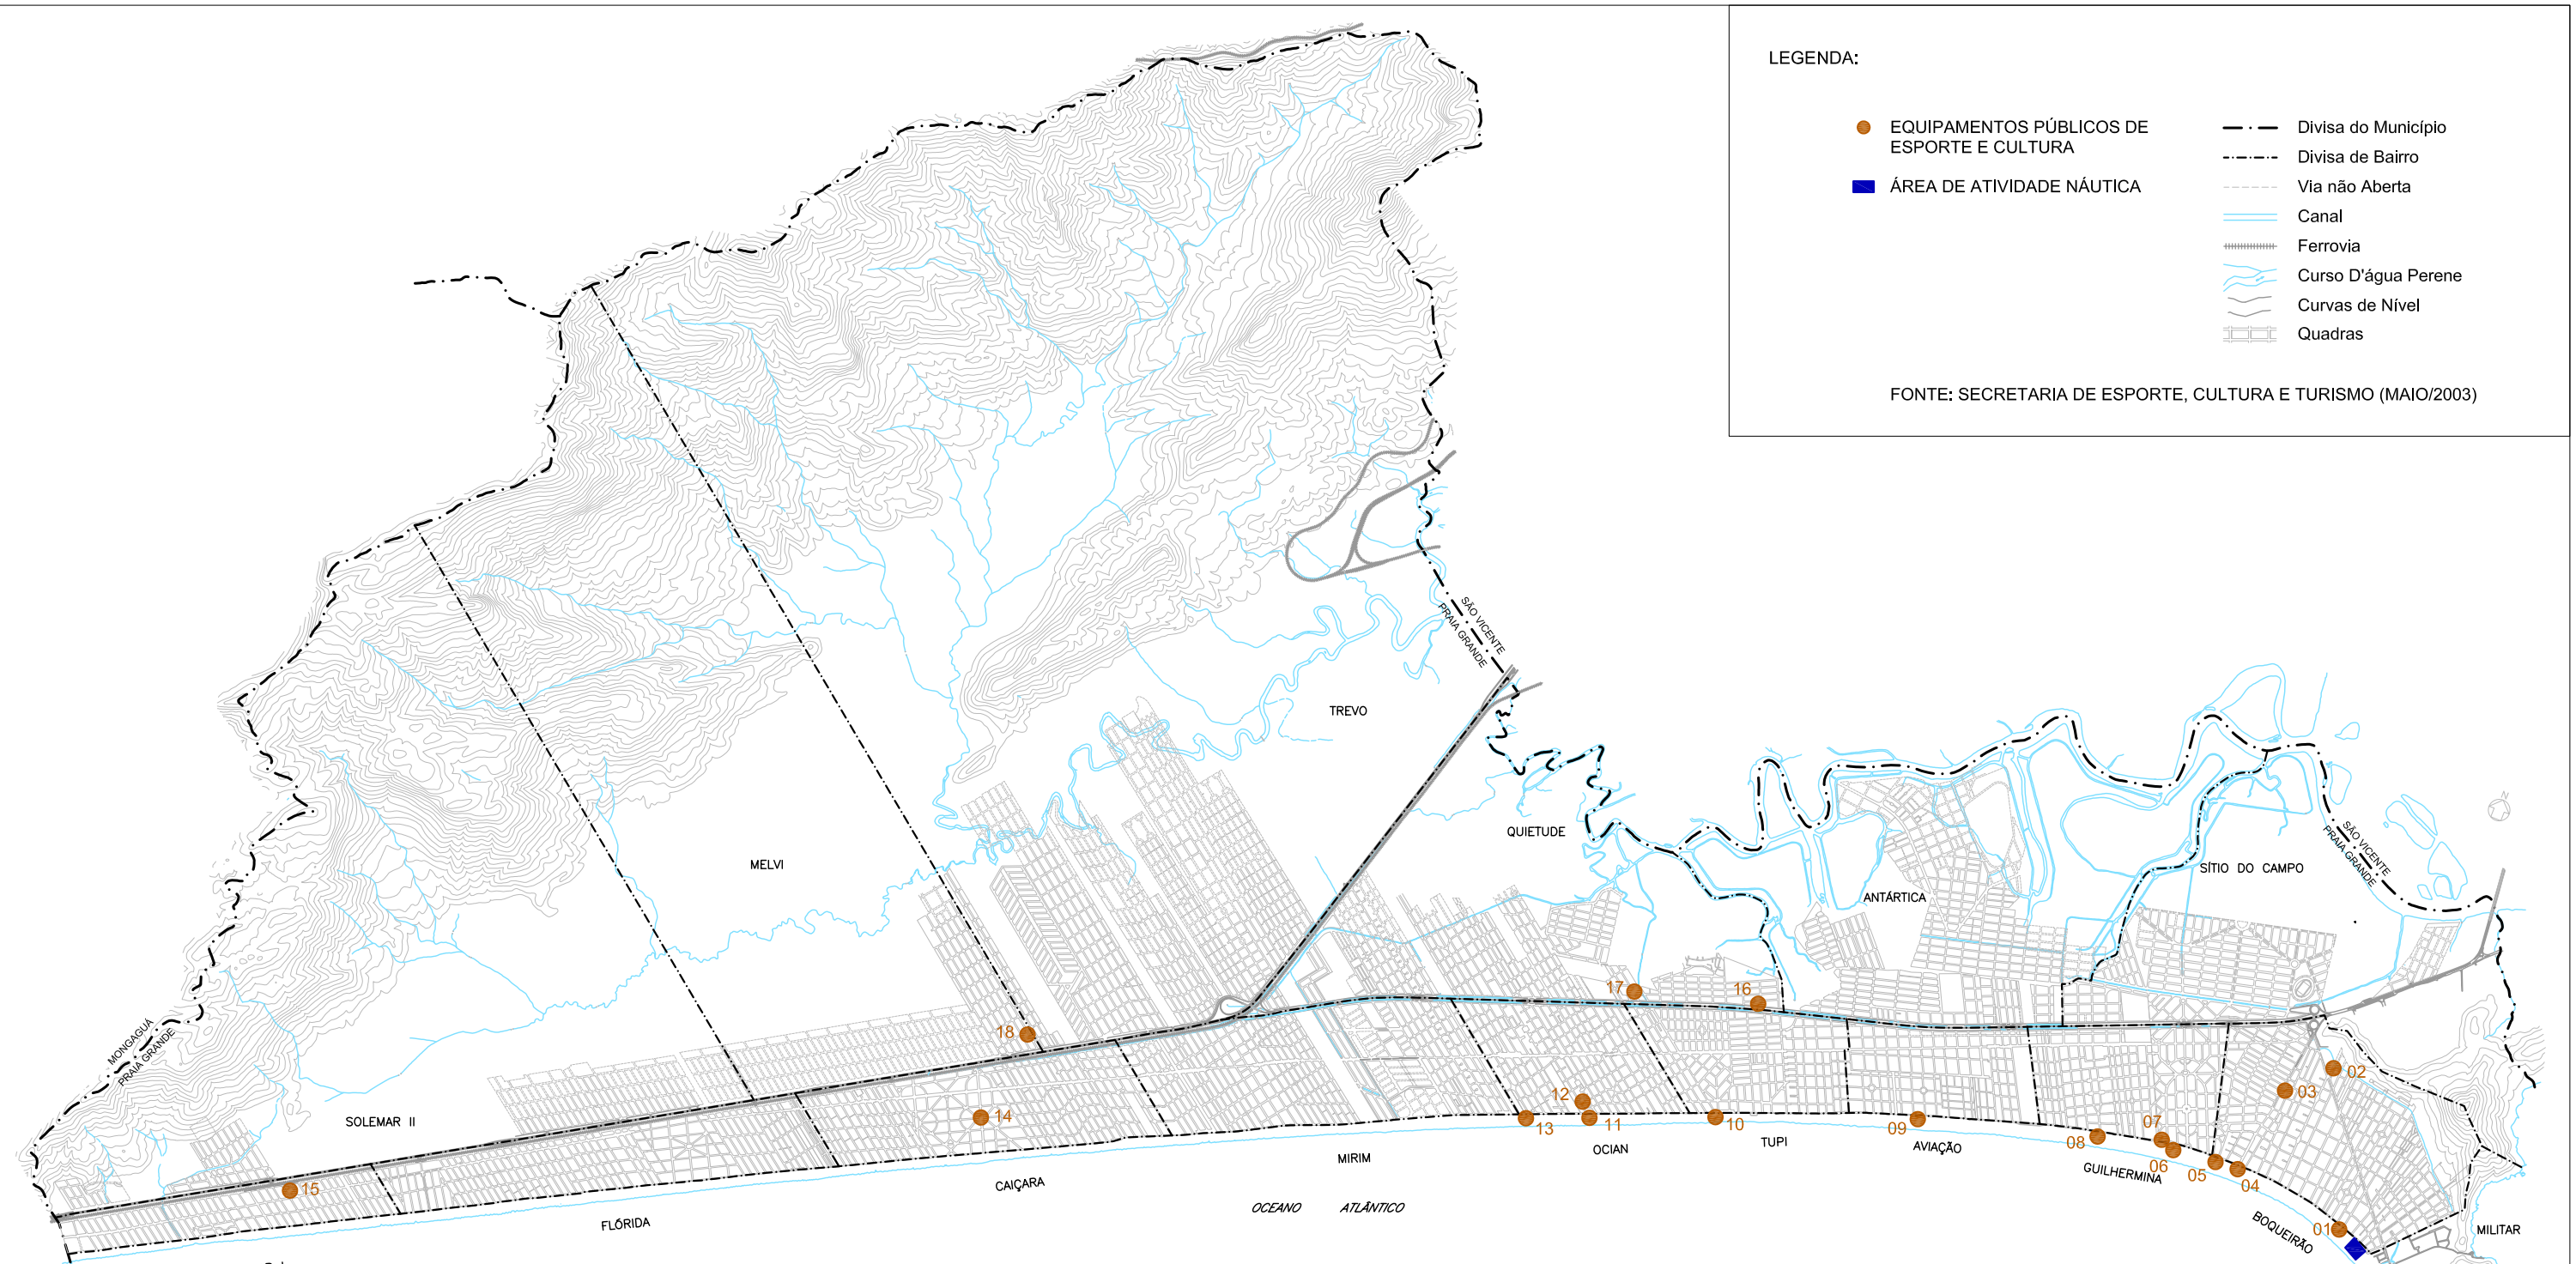 LEGENDA:
EQUIPAMENTOS PÚBLICOS DE
ESPORTE E CULTURA
ÁREA DE ATIVIDADE NÁUTICA
Divisa do Município
Divisa de Bairro
Via não Aberta
Canal
Ferrovia
Curso D'água Perene
Curvas de Nível
Quadras
FONTE: SECRETARIA DE ESPORTE, CULTURA E TURISMO (MAIO/2003)
SÃO VICENTE
PRAIA GRANDE
TREVO
QUIETUDE
MELVI
ANTÁRTICA
SÍTIO DO CAMPO
SÃO VICENTE
PRAIA GRANDE
N
MONGAGUÁ
PRAIA GRANDE
SOLEMAR II
17
16
18
02
03
12
14
13
11
10
09
08
07
06
05
04
15
01
OCIAN
TUPI
AVIAÇÃO
GUILHERMINA
MIRIM
CAIÇARA
FLÓRIDA
OCEANO ATLÂNTICO
BOQUEIRÃO
MILITAR